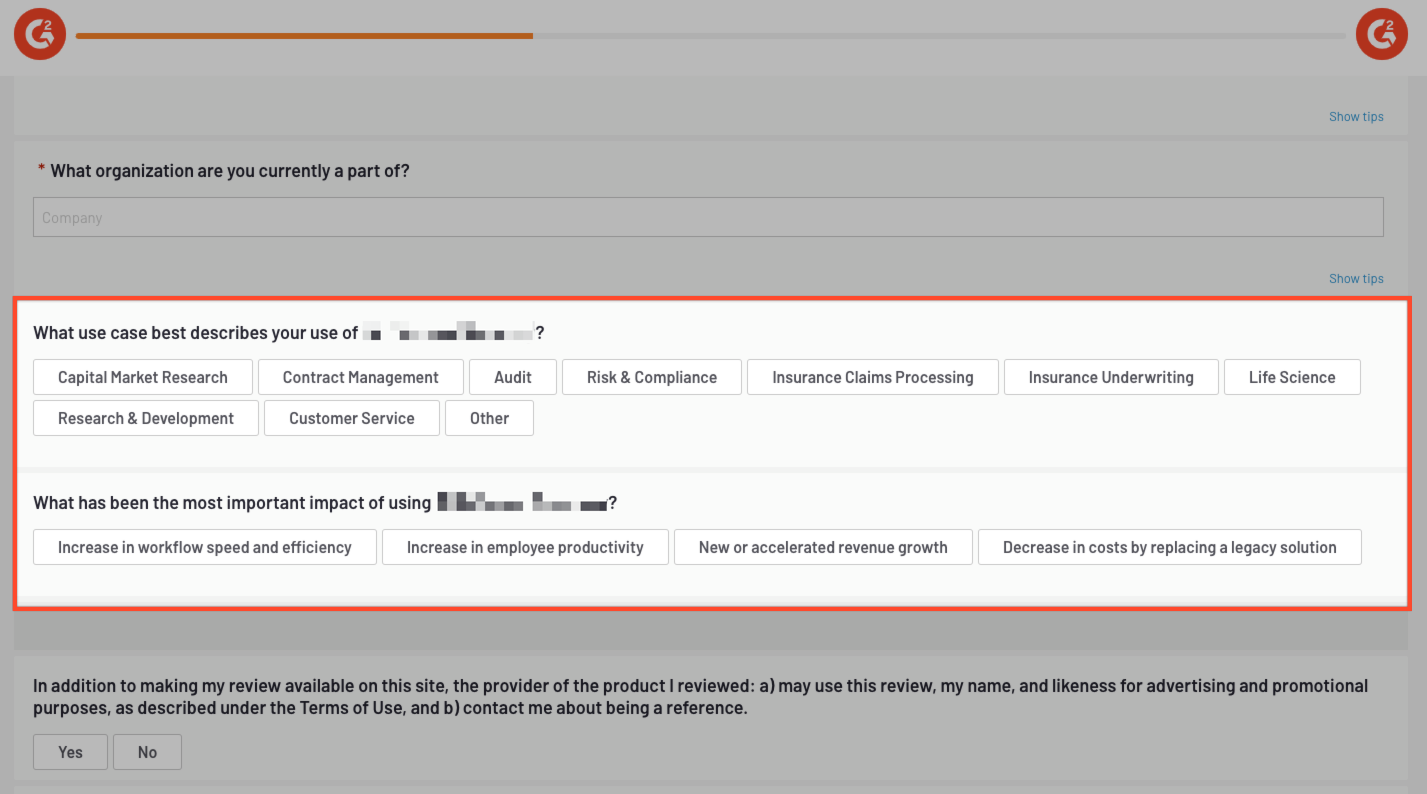 G2 G2
Show tips
* What organization are you currently a part of?
Company
Show tips
What use case best describes your use of ?
Capital Market Research Contract Management Audit Risk & Compliance Insurance Claims Processing Insurance Underwriting Life Science
Research & Development Customer Service Other
What has been the most important impact of using ?
Increase in workflow speed and efficiency Increase in employee productivity New or accelerated revenue growth Decrease in costs by replacing a legacy solution
In addition to making my review available on this site, the provider of the product I reviewed: a) may use this review, my name, and likeness for advertising and promotional
purposes, as described under the Terms of Use, and b) contact me about being a reference.
Yes No